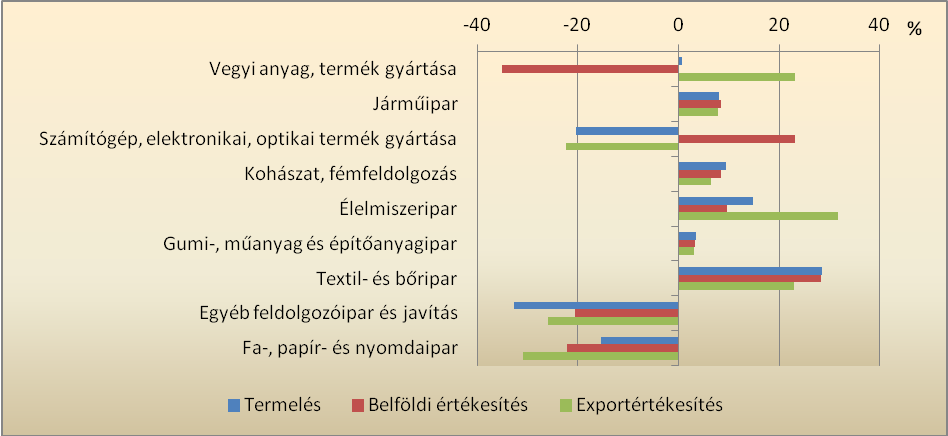 -40 -20 0 20 40 %
Vegyi anyag, termék gyártása
Járműipar
Számítógép, elektronikai, optikai termék gyártása
Kohászat, fémfeldolgozás
Élelmiszeripar
Gumi-, műanyag és építőanyagipar
Textil- és bőripar
Egyéb feldolgozóipar és javítás
Fa-, papír- és nyomdaipar
Termelés Belföldi értékesítés Exportértékesítés